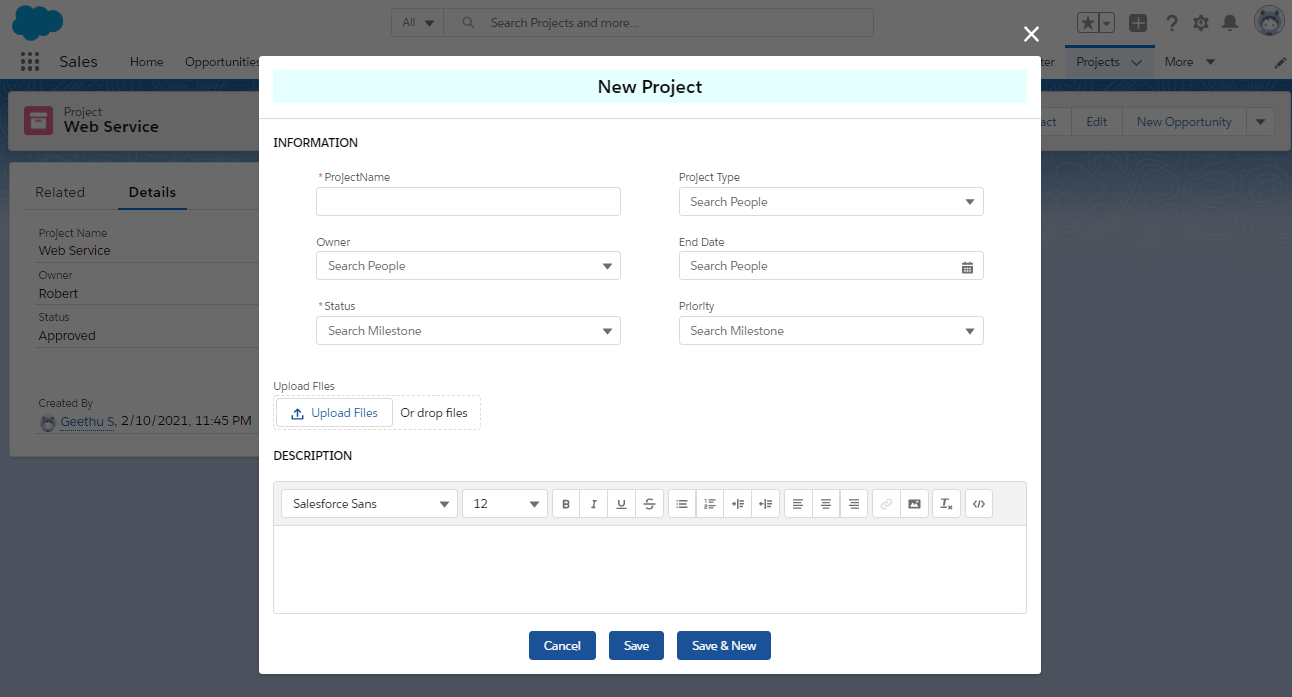 All
Search Projects and more...
Sales
Home
Opportunities
Projects
More
Project
Web Service
Edit
New Opportunity
Related
Details
Project Name
Web Service
Owner
Robert
Status
Approved
Created By
Geethu S, 2/10/2021, 11:45 PM
New Project
INFORMATION
*ProjectName
Project Type
Search People
Owner
End Date
Search People
Search People
*Status
Priority
Search Milestone
Search Milestone
Upload Files
Upload Files
Or drop files
DESCRIPTION
Salesforce Sans
12
B I U S
Cancel
Save
Save & New